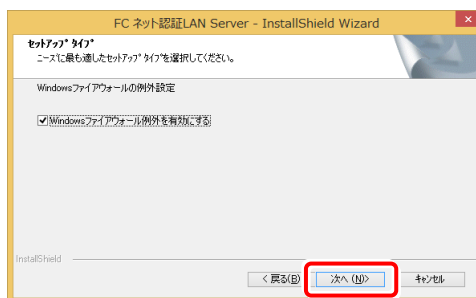 FC ネット認証LAN Server - InstallShield Wizard
×
セットアップ タイプ
ニーズに最も適したセットアップ タイプを選択してください。
Windowsファイアウォールの例外設定
Windowsファイアウォール例外を有効にする
InstallShield
< 戻る(B) 次へ (N)> キャンセル